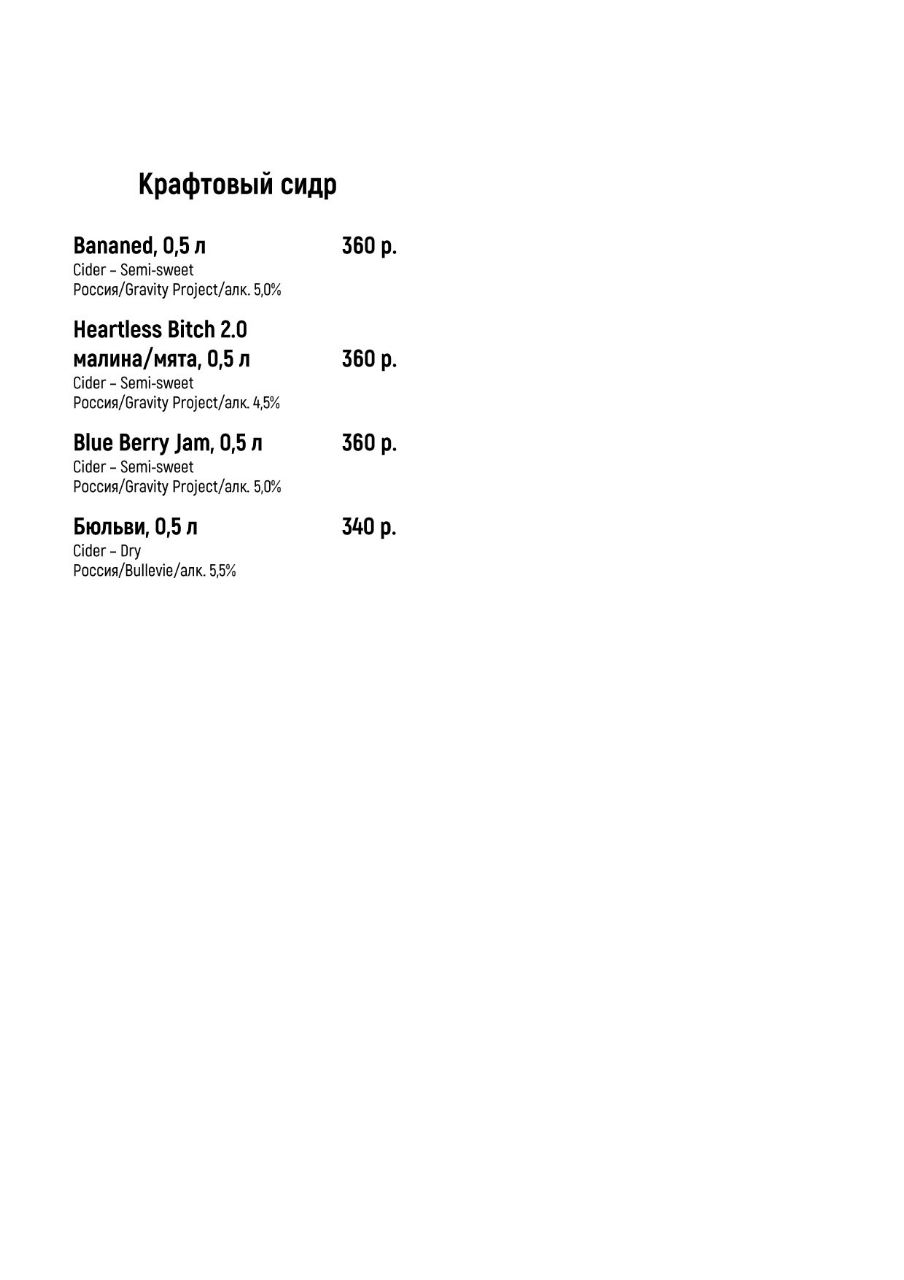 Крафтовый сидр
Bananed, 0,5 л 360 р.
Cider – Semi-sweet
Россия/Gravity Project/алк. 5,0%
Heartless Bitch 2.0
малина/мята, 0,5 л 360 р.
Cider – Semi-sweet
Россия/Gravity Project/алк. 4,5%
Blue Berry Jam, 0,5 л 360 р.
Cider – Semi-sweet
Россия/Gravity Project/алк. 5,0%
Бюльви, 0,5 л 340 р.
Cider – Dry
Россия/Bullevie/алк. 5,5%